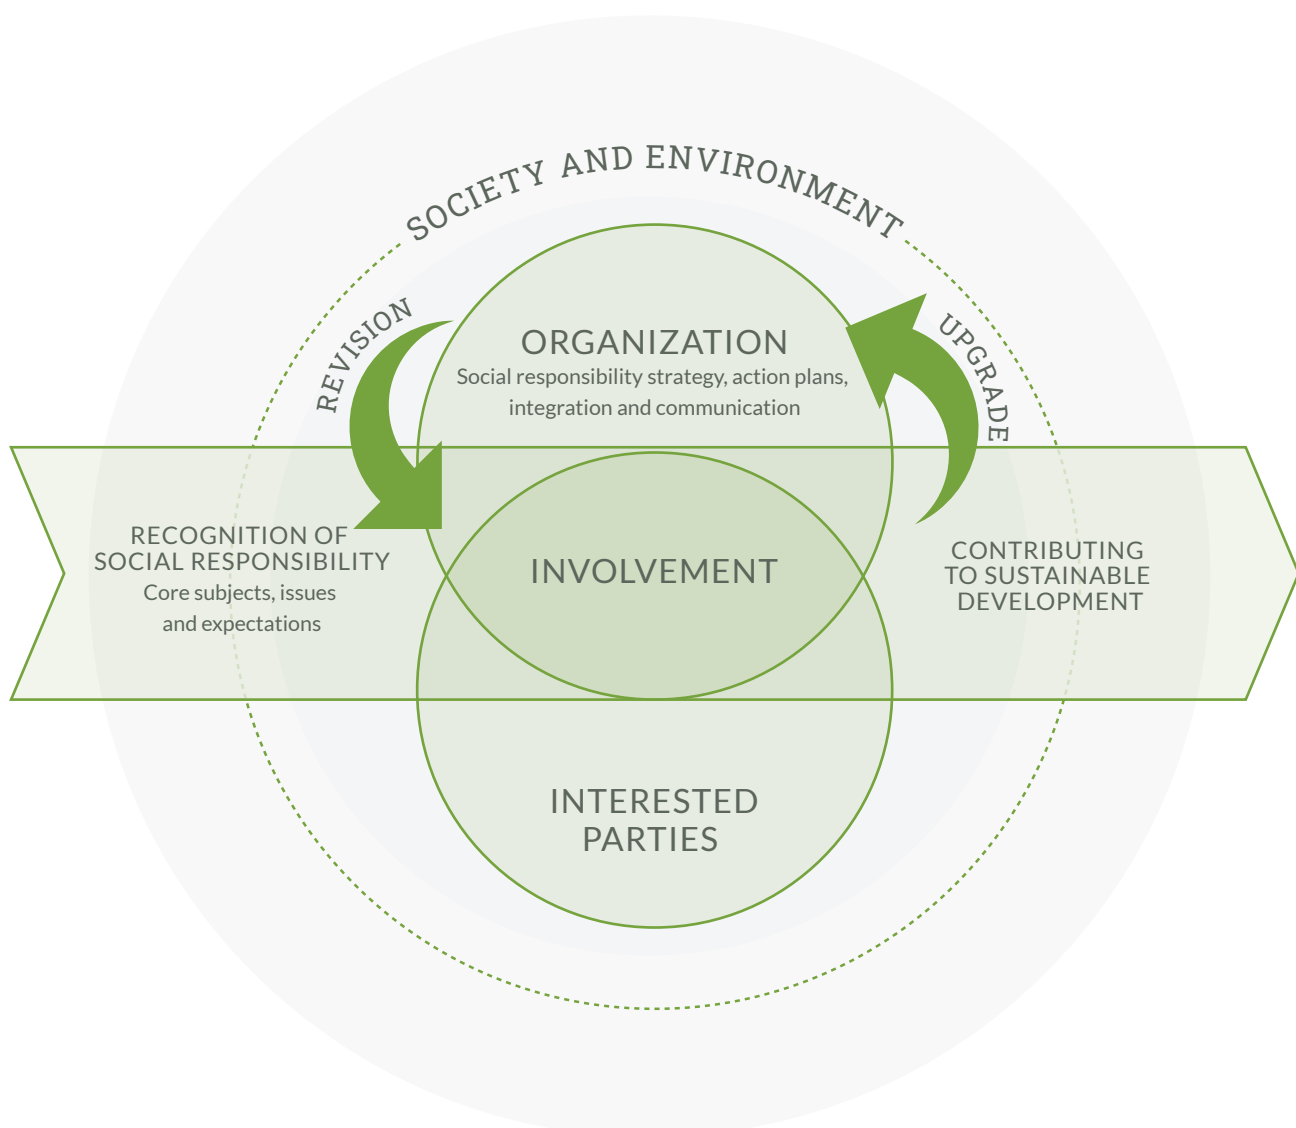 SOCIETY AND ENVIRONMENT
REVISION
UPGRADE
ORGANIZATION
Social responsibility strategy, action plans,
integration and communication
RECOGNITION OF
SOCIAL RESPONSIBILITY
Core subjects, issues
and expectations
INVOLVEMENT
CONTRIBUTING
TO SUSTAINABLE
DEVELOPMENT
INTERESTED
PARTIES